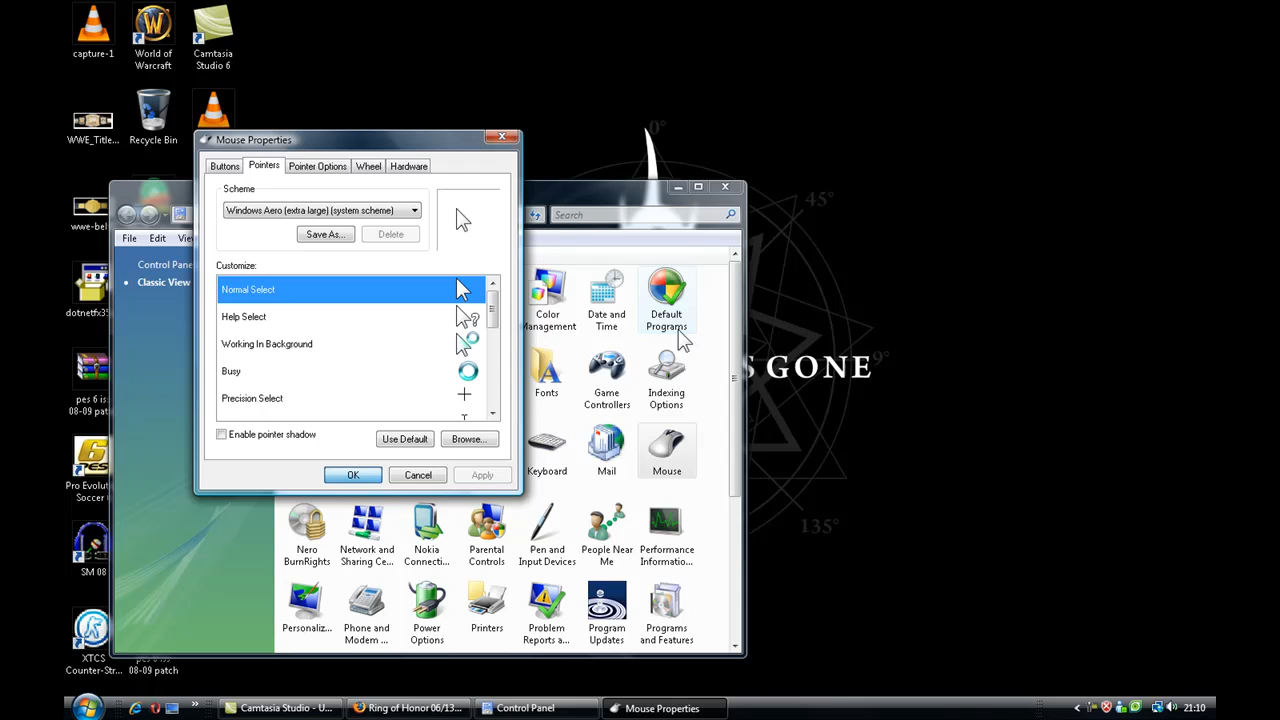 capture-1
World of
Warcraft
Camtasia
Studio 6
WWE_Title...
Recycle Bin
wwe-bel
dotnetfx3
pes 6 is
08-09 patch
Pro Evolut
Soccer 6
SM 08
XTCS
Counter-Str...
08-09 patch
Mouse Properties
Buttons
Pointers
Pointer Options
Wheel
Hardware
Scheme
Windows Aero (extra large) (system scheme)
Save As...
Delete
Customize:
Normal Select
Help Select
Working In Background
Busy
Precision Select
Enable pointer shadow
Use Default
Browse...
OK
Cancel
Apply
Search
File
Edit
Vie
Control Pane
Classic View
Color
Management
Date and
Time
Default
Programs
Fonts
Game
Controllers
Indexing
Options
Keyboard
Mail
Mouse
Nero
BurnRights
Network and
Sharing Ce...
Nokia
Connecti...
Parental
Controls
Pen and
Input Devices
People Near
Me
Performance
Informatio...
Personaliz...
Phone and
Modem ...
Power
Options
Printers
Problem
Reports a...
Program
Updates
Programs
and Features
0°
45°
9°
135°
S GONE
Camtasia Studio - U...
Ring of Honor 06/13...
Control Panel
Mouse Properties
21:10